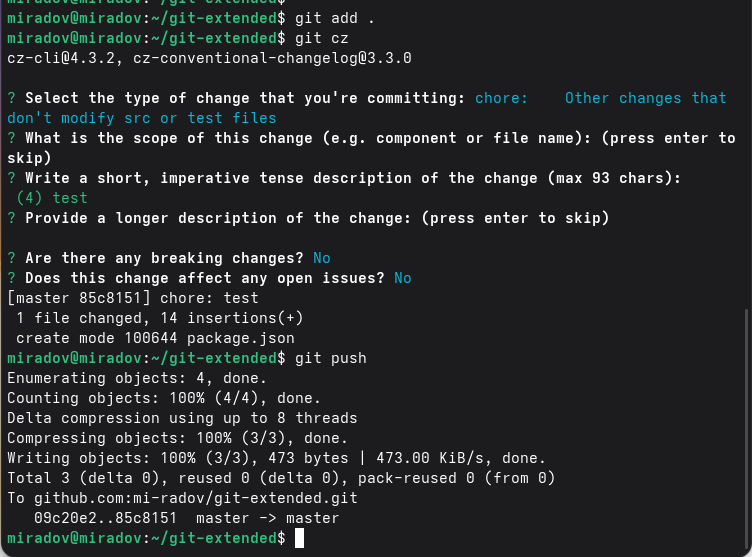 miradov@miradov:~/git-extended$ git add .
miradov@miradov:~/git-extended$ git cz
cz-cli@4.3.2, cz-conventional-changelog@3.3.0
? Select the type of change that you're committing: chore:    Other changes that
don't modify src or test files
? What is the scope of this change (e.g. component or file name): (press enter to
skip)
? Write a short, imperative tense description of the change (max 93 chars):
 (4) test
? Provide a longer description of the change: (press enter to skip)
? Are there any breaking changes? No
? Does this change affect any open issues? No
[master 85c8151] chore: test
 1 file changed, 14 insertions(+)
 create mode 100644 package.json
miradov@miradov:~/git-extended$ git push
Enumerating objects: 4, done.
Counting objects: 100% (4/4), done.
Delta compression using up to 8 threads
Compressing objects: 100% (3/3), done.
Writing objects: 100% (3/3), 473 bytes | 473.00 KiB/s, done.
Total 3 (delta 0), reused 0 (delta 0), pack-reused 0 (from 0)
To github.com:mi-radov/git-extended.git
   09c20e2..85c8151  master -> master
miradov@miradov:~/git-extended$